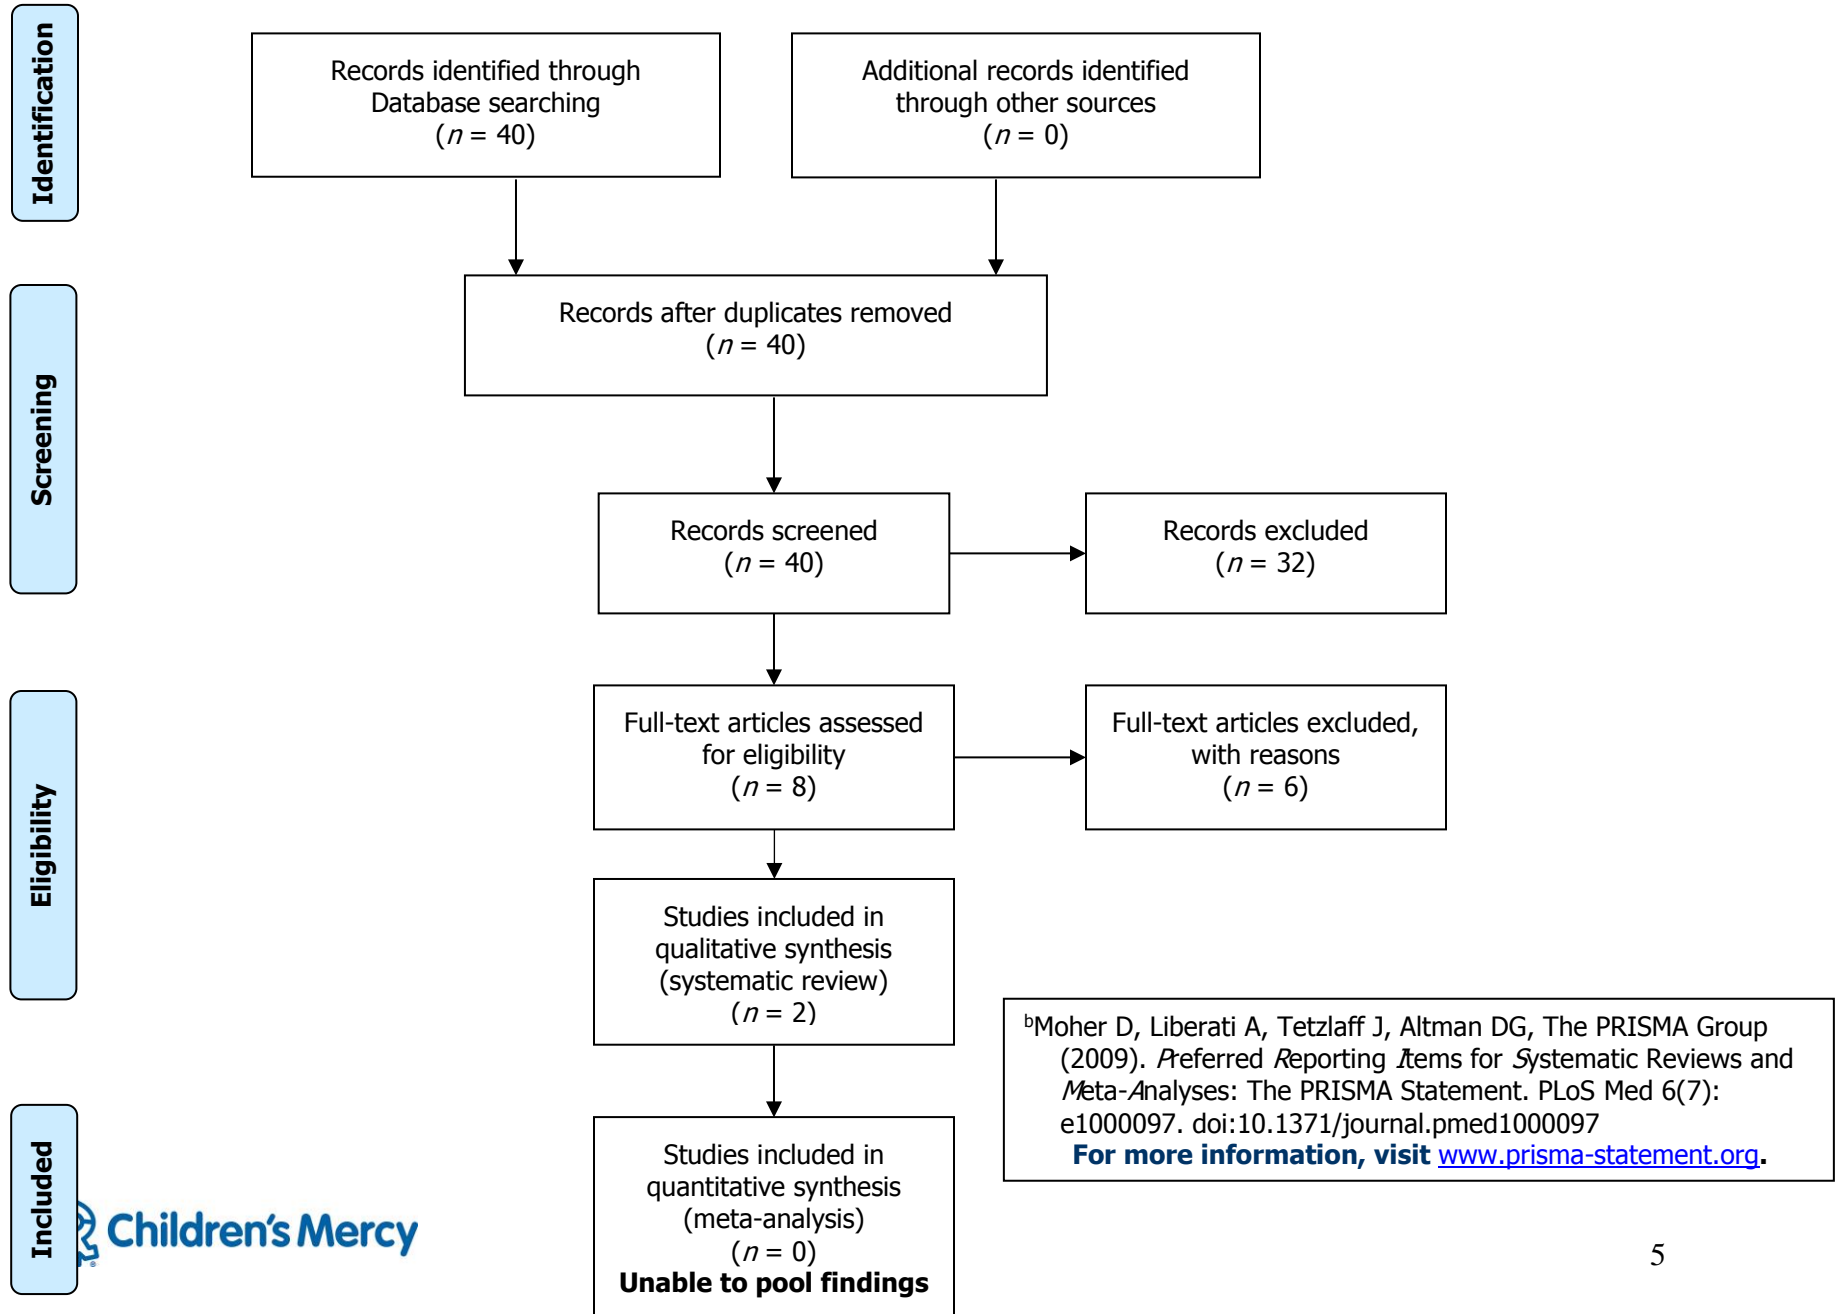 Identification
Records identified through
Database searching
(n = 40)
Additional records identified
through other sources
(n = 0)
Screening
Records after duplicates removed
(n = 40)
Records screened
(n = 40)
Records excluded
(n = 32)
Eligibility
Full-text articles assessed
for eligibility
(n = 8)
Full-text articles excluded,
with reasons
(n = 6)
Studies included in
qualitative synthesis
(systematic review)
(n = 2)
bMoher D, Liberati A, Tetzlaff J, Altman DG, The PRISMA Group
(2009). Preferred Reporting Items for Systematic Reviews and
Meta-Analyses: The PRISMA Statement. PLoS Med 6(7):
e1000097. doi:10.1371/journal.pmed1000097
For more information, visit www.prisma-statement.org.
Included
Studies included in
quantitative synthesis
(meta-analysis)
(n = 0)
Unable to pool findings
Children's Mercy
5